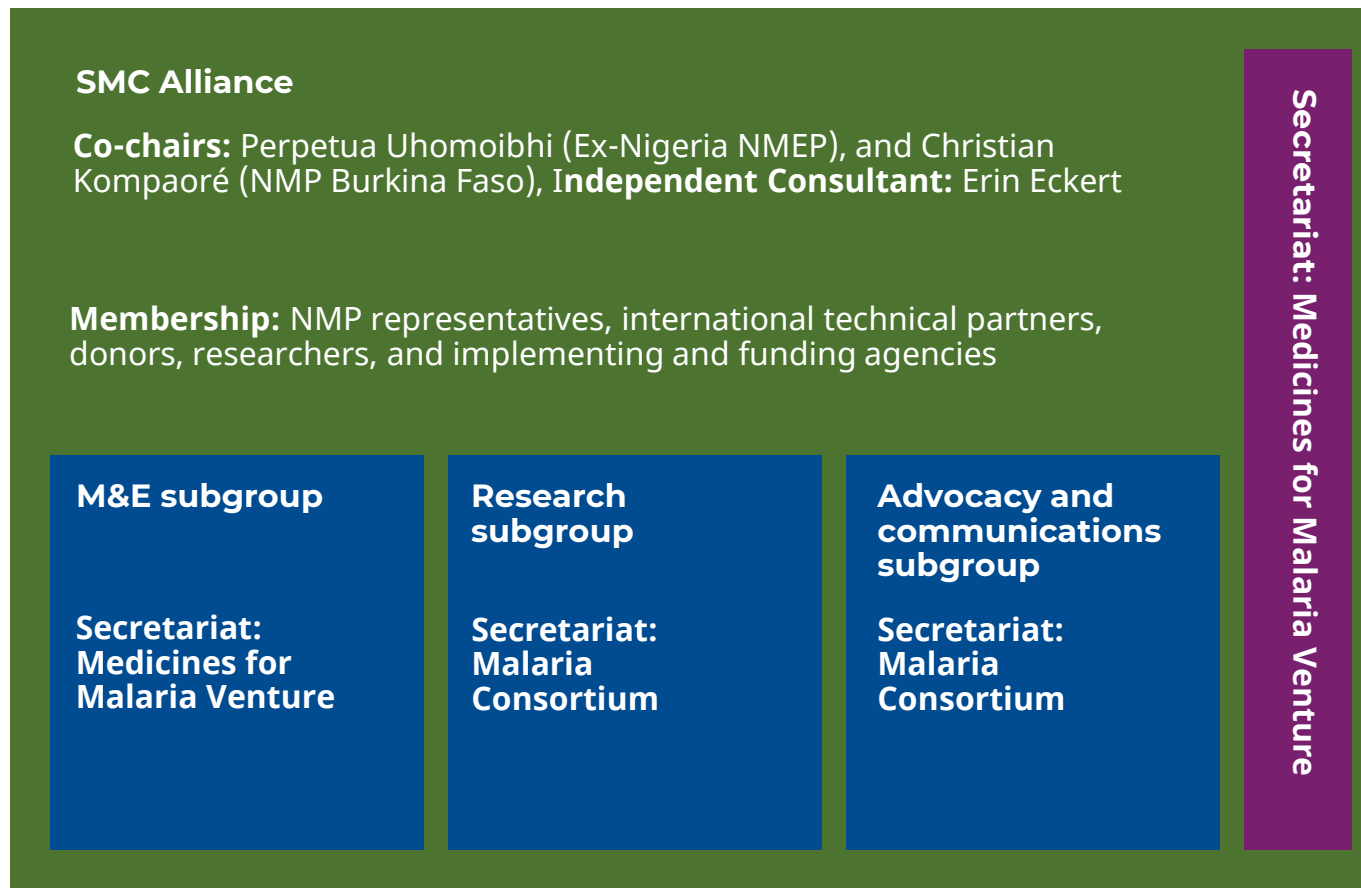 SMC Alliance
Co-chairs: Perpetua Uhomoibhi (Ex-Nigeria NMEP), and Christian
Kompaoré (NMP Burkina Faso), Independent Consultant: Erin Eckert
Membership: NMP representatives, international technical partners,
donors, researchers, and implementing and funding agencies
M&E subgroup
Secretariat:
Medicines for
Malaria Venture
Research
subgroup
Secretariat:
Malaria
Consortium
Advocacy and
communications
subgroup
Secretariat:
Malaria
Consortium
Secretariat: Medicines for Malaria Venture